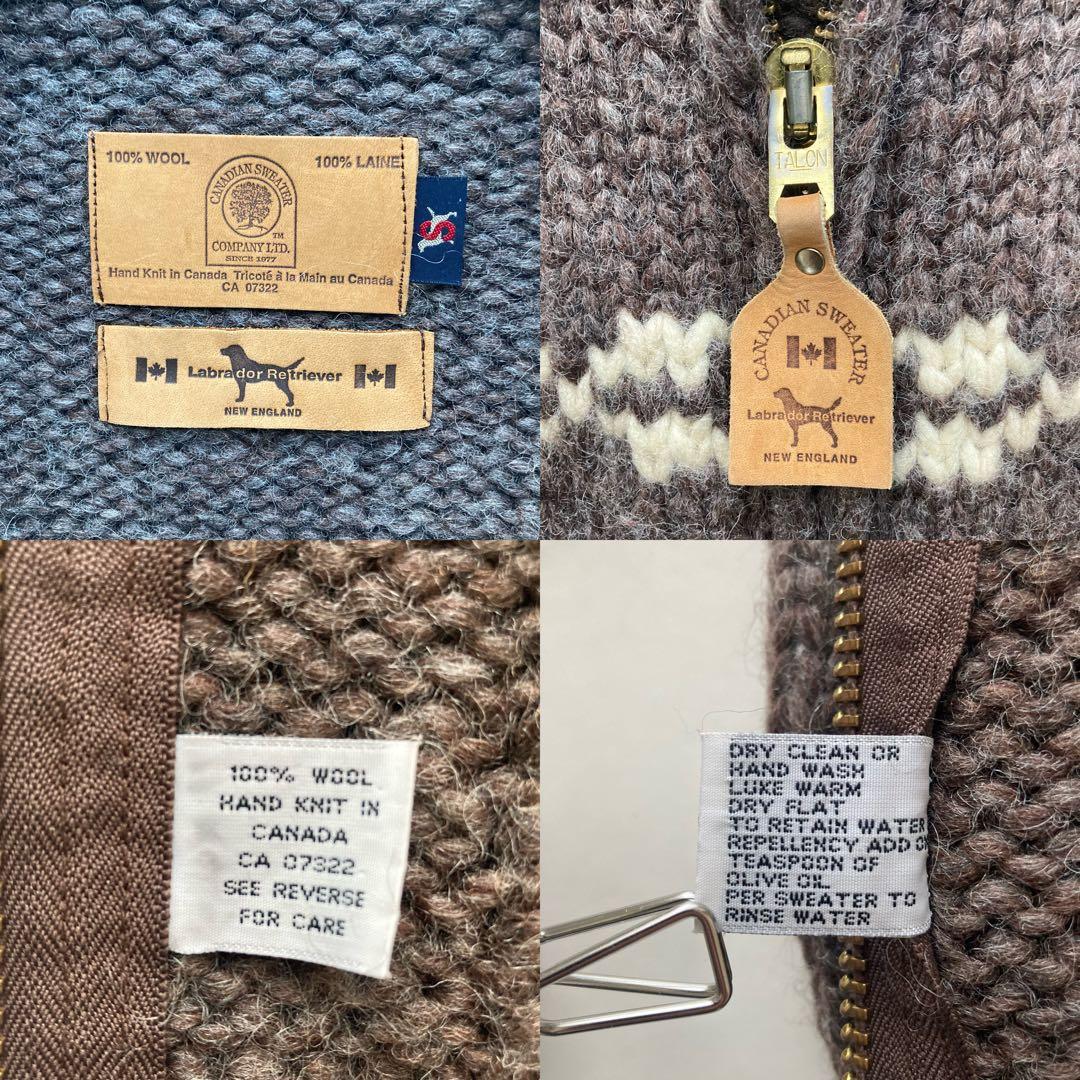 100% WOOL
100% LAINE
CANADIAN SWEATER
COMPANY LTD.
TM
SINCE 1977
Hand Knit in Canada Tricoté à la Main au Canada
CA 07322
S
Labrador Retriever
NEW ENGLAND
TALON
CANADIAN SWEATER
Labrador Retriever
NEW ENGLAND
100% WOOL
HAND KNIT IN
CANADA
CA 07322
SEE REVERSE
FOR CARE
DRY CLEAN OR
HAND WASH
LUKE WARM
DRY FLAT
TO RETAIN WATER
REPELLENCY ADD
TEASPOON OF
OLIVE OIL
PER SWEATER TO
RINSE WATER